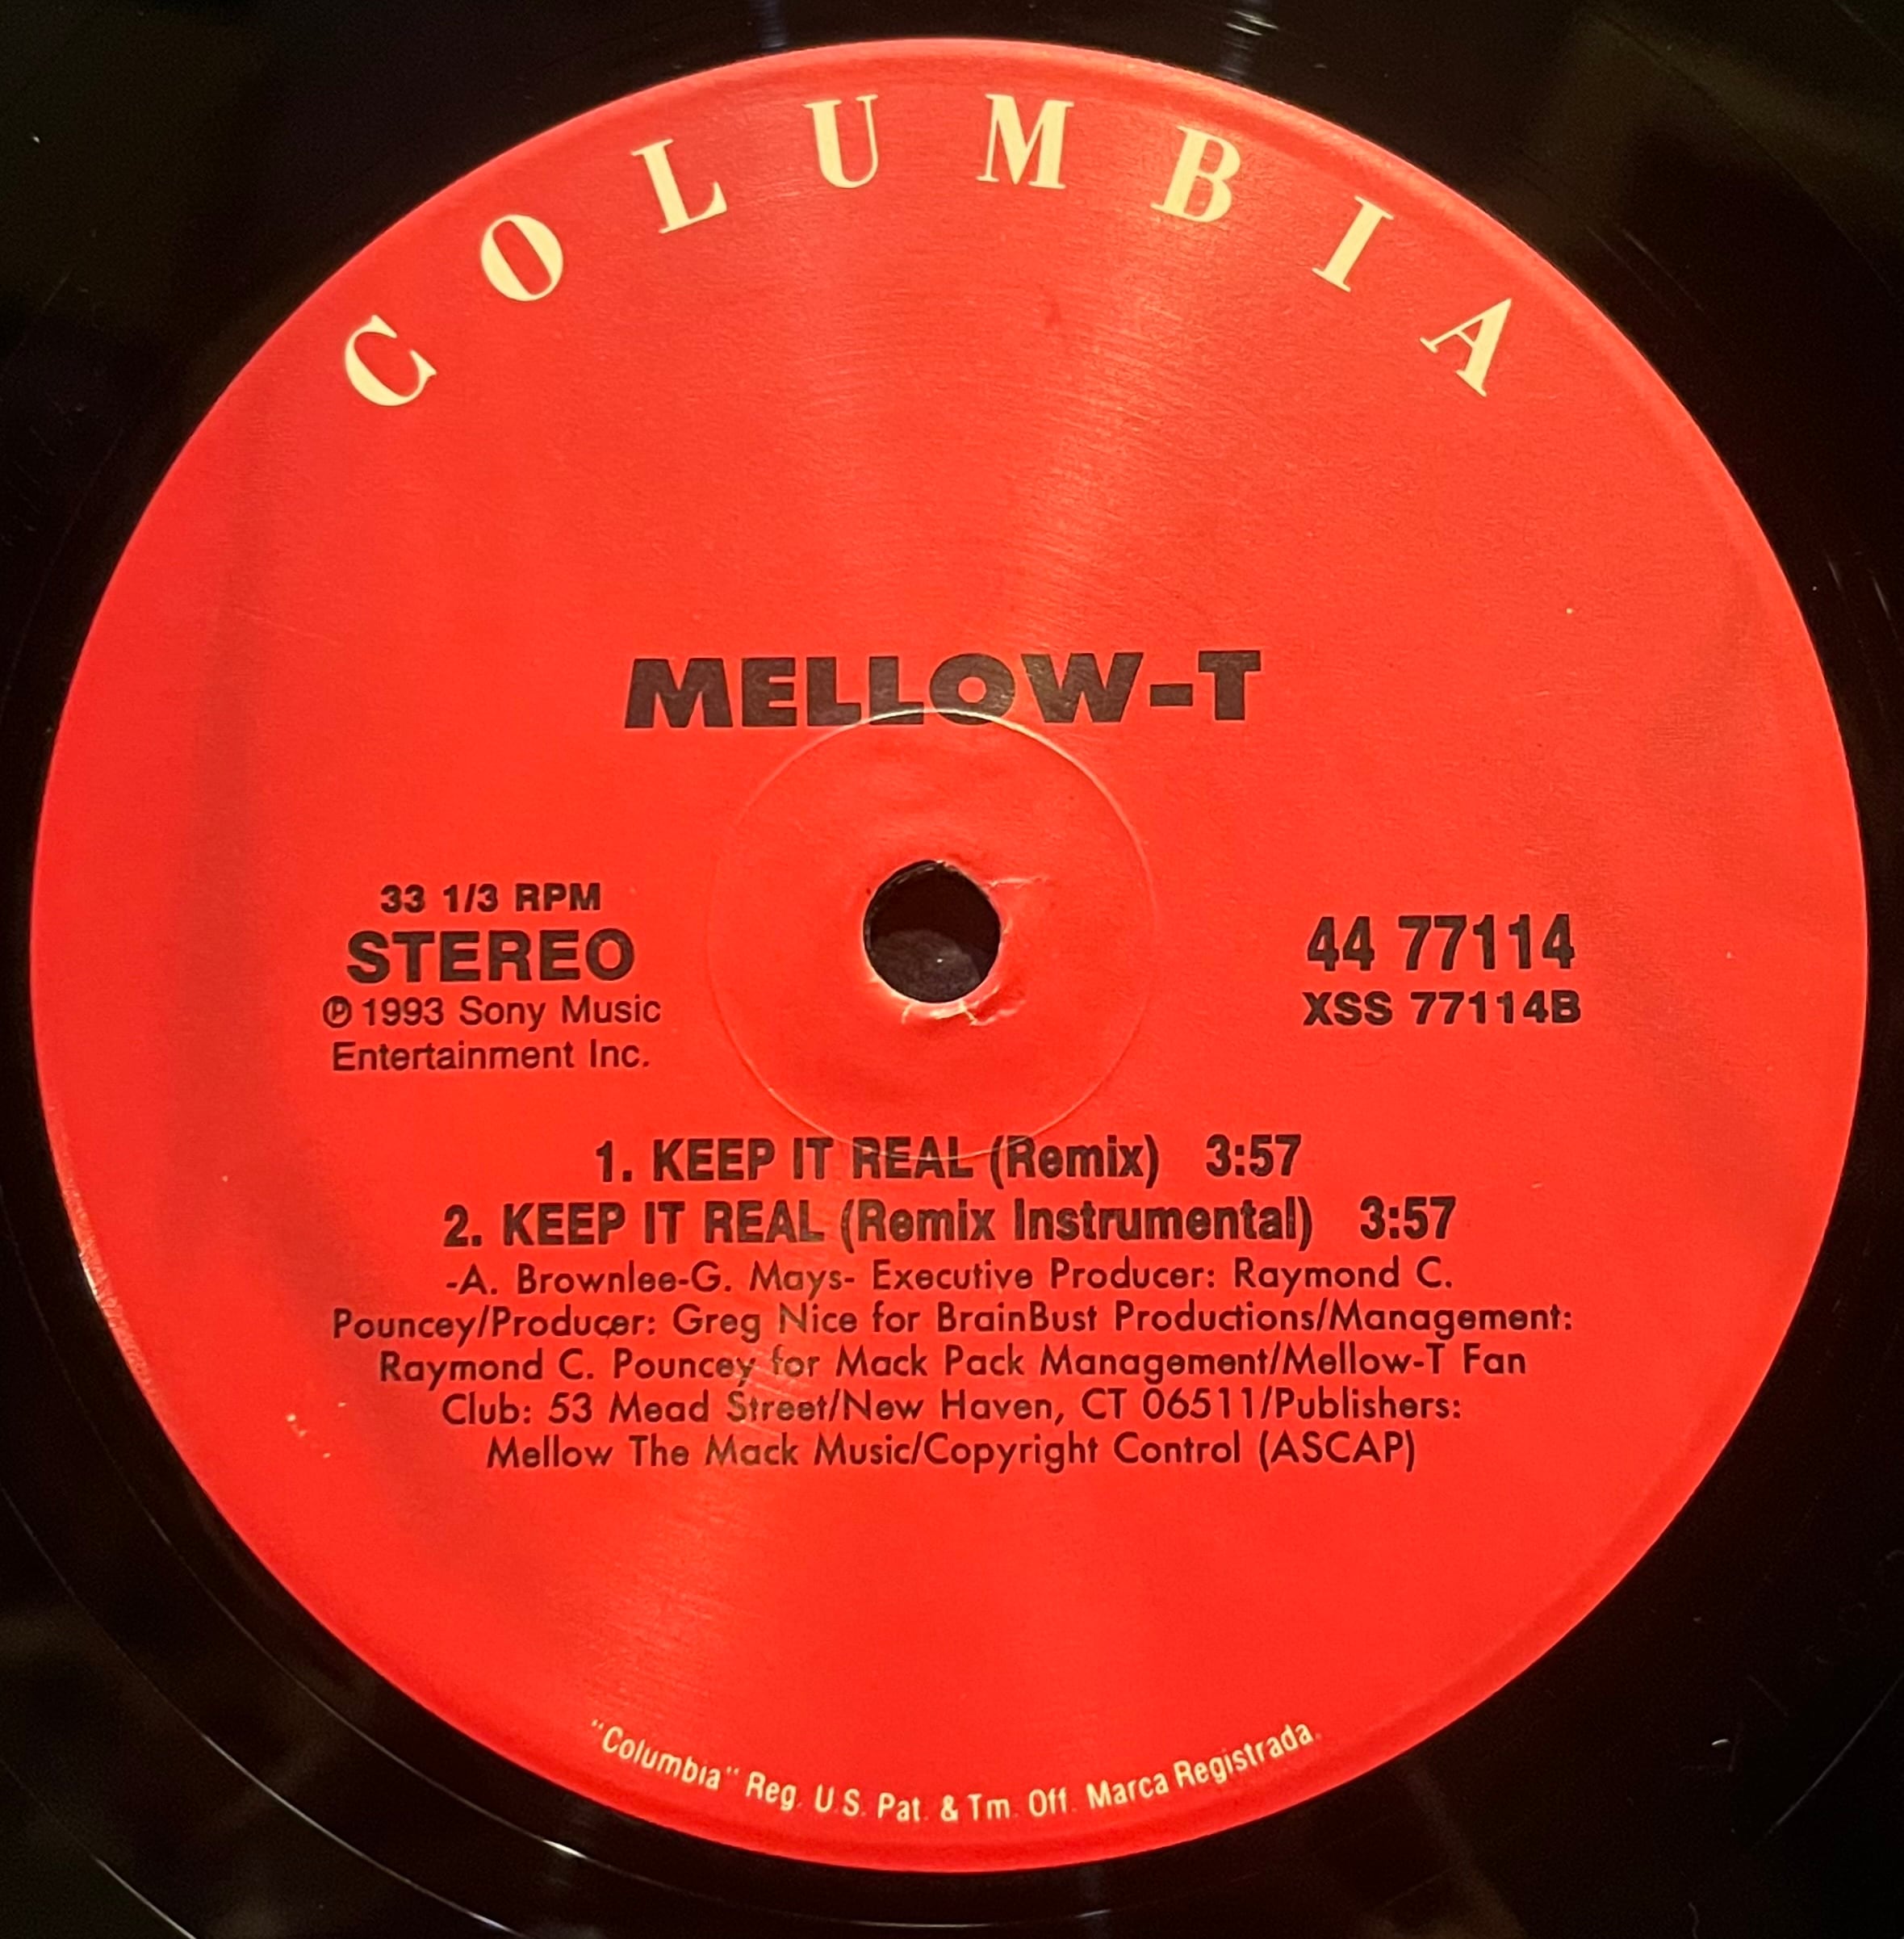 COLUMBIA
MELLOW-T
33 1/3 RPM
STEREO
℗ 1993 Sony Music
Entertainment Inc.
44 77114
XSS 77114B
1. KEEP IT REAL (Remix) 3:57
2. KEEP IT REAL (Remix Instrumental) 3:57
-A. Brownlee-G. Mays- Executive Producer: Raymond C.
Pouncey/Producer: Greg Nice for BrainBust Productions/Management:
Raymond C. Pouncey for Mack Pack Management/Mellow-T Fan
Club: 53 Mead Street/New Haven, CT 06511/Publishers:
Mellow The Mack Music/Copyright Control (ASCAP)
"Columbia" Reg. U.S. Pat. & Tm. Off. Marca Registrada.